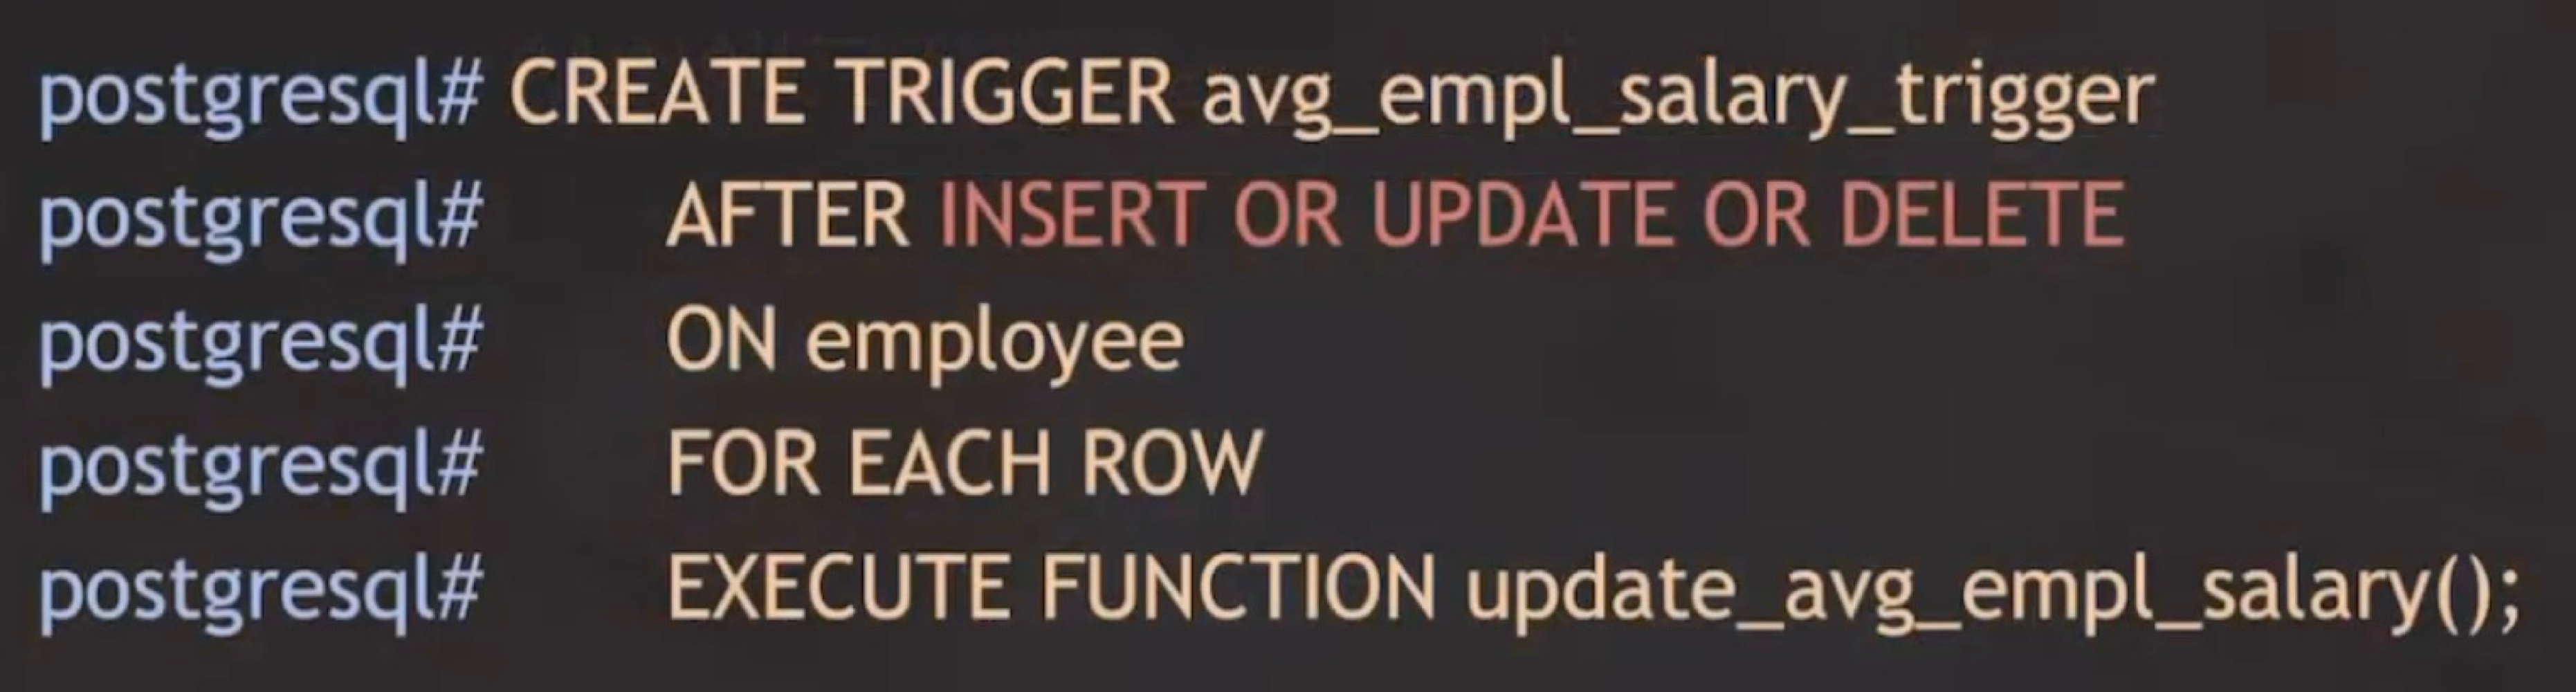 postgresql# CREATE TRIGGER avg_empl_salary_trigger
postgresql# AFTER INSERT OR UPDATE OR DELETE
postgresql# ON employee
postgresql# FOR EACH ROW
postgresql# EXECUTE FUNCTION update_avg_empl_salary();